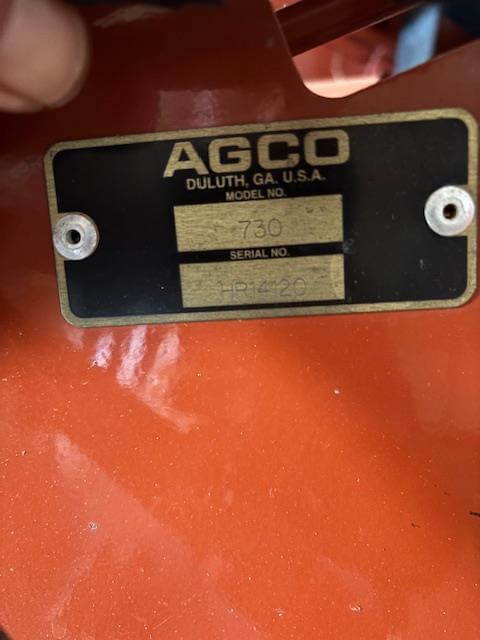 AGCO
DULUTH, GA. U.S.A.
MODEL NO.
730
SERIAL NO.
HR14120